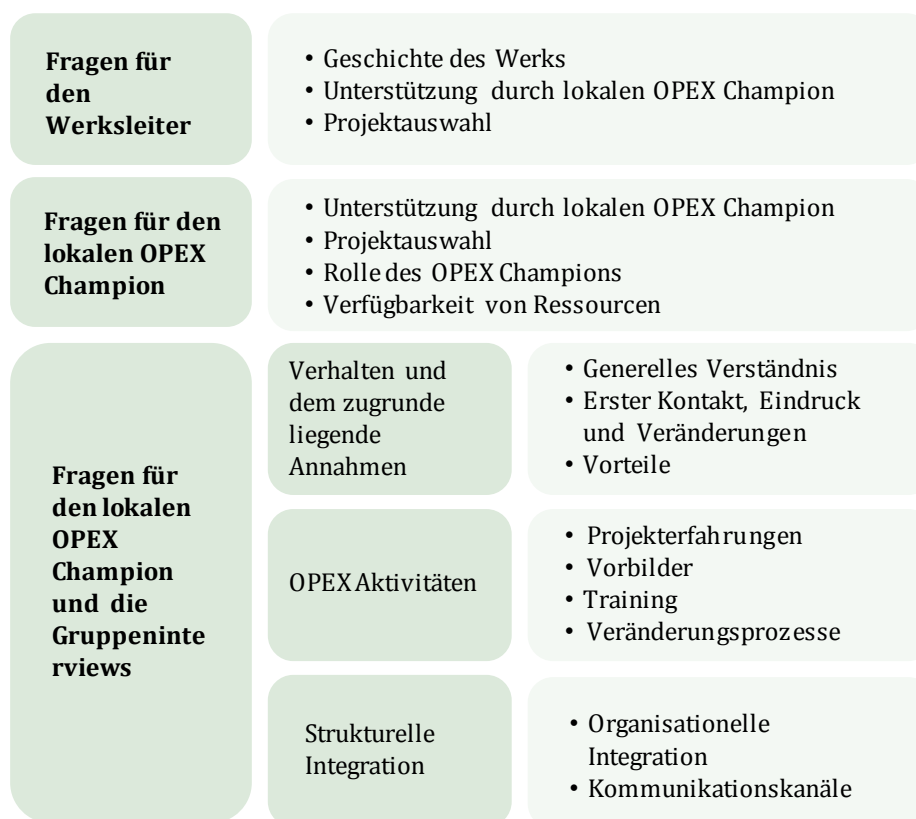 Fragen für
den
Werksleiter
• Geschichte des Werks
• Unterstützung durch lokalen OPEX Champion
• Projektauswahl
Fragen für den
lokalen OPEX
Champion
• Unterstützung durch lokalen OPEX Champion
• Projektauswahl
• Rolle des OPEX Champions
• Verfügbarkeit von Ressourcen
Fragen für
den lokalen
OPEX
Champion
und die
Gruppeninte
rviews
Verhalten und
dem zugrunde
liegende
Annahmen
• Generelles Verständnis
• Erster Kontakt, Eindruck
und Veränderungen
• Vorteile
OPEX Aktivitäten
• Projekterfahrungen
• Vorbilder
• Training
• Veränderungsprozesse
Strukturelle
Integration
• Organisationelle
Integration
• Kommunikationskanäle